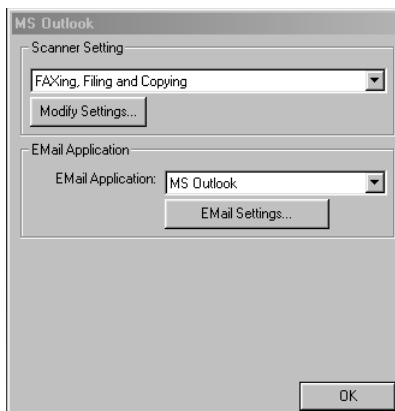 MS Outlook
Scanner Setting
FAXing, Filing and Copying
Modify Settings...
EMail Application
EMail Application: MS Outlook
EMail Settings...
OK